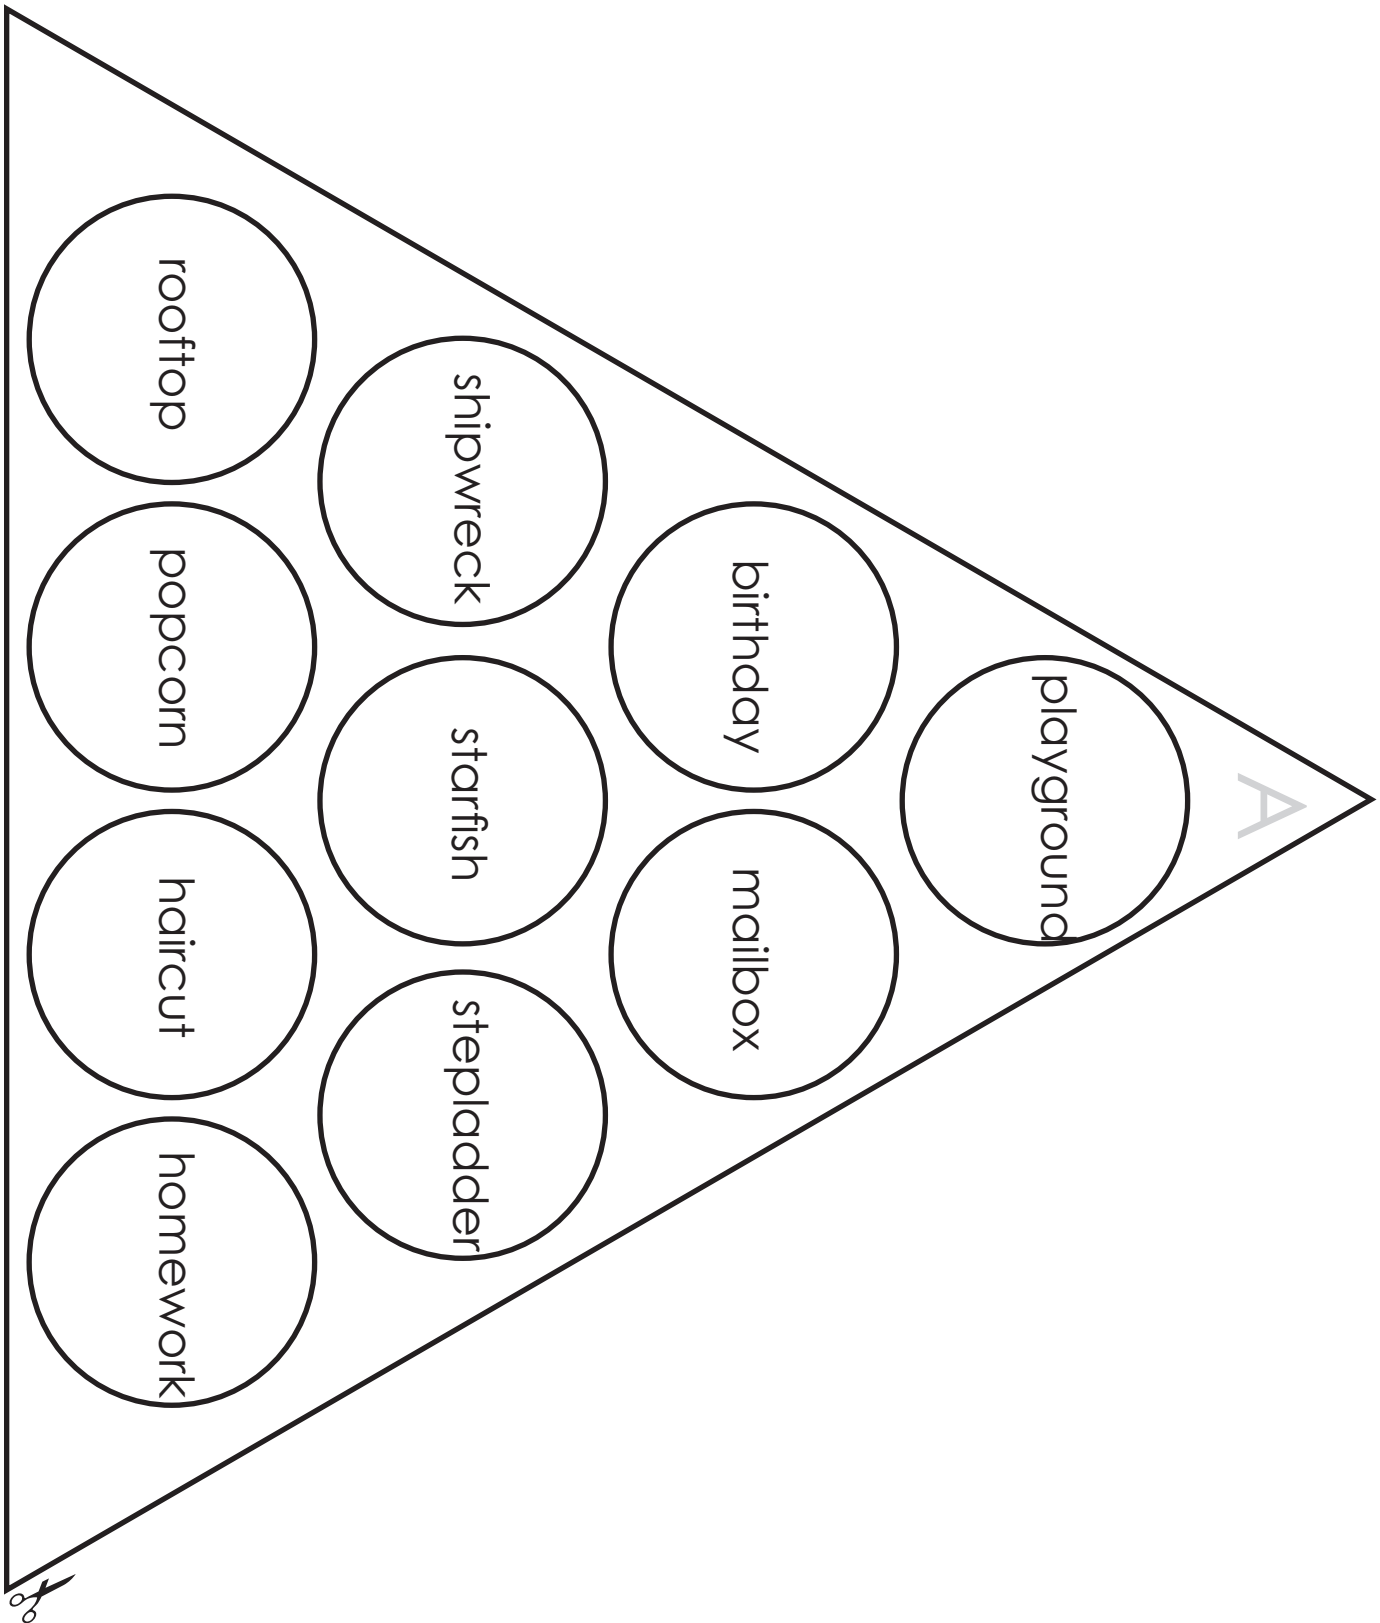 A
playground
birthday mailbox
shipwreck starfish stepladder
rooftop popcorn haircut homework